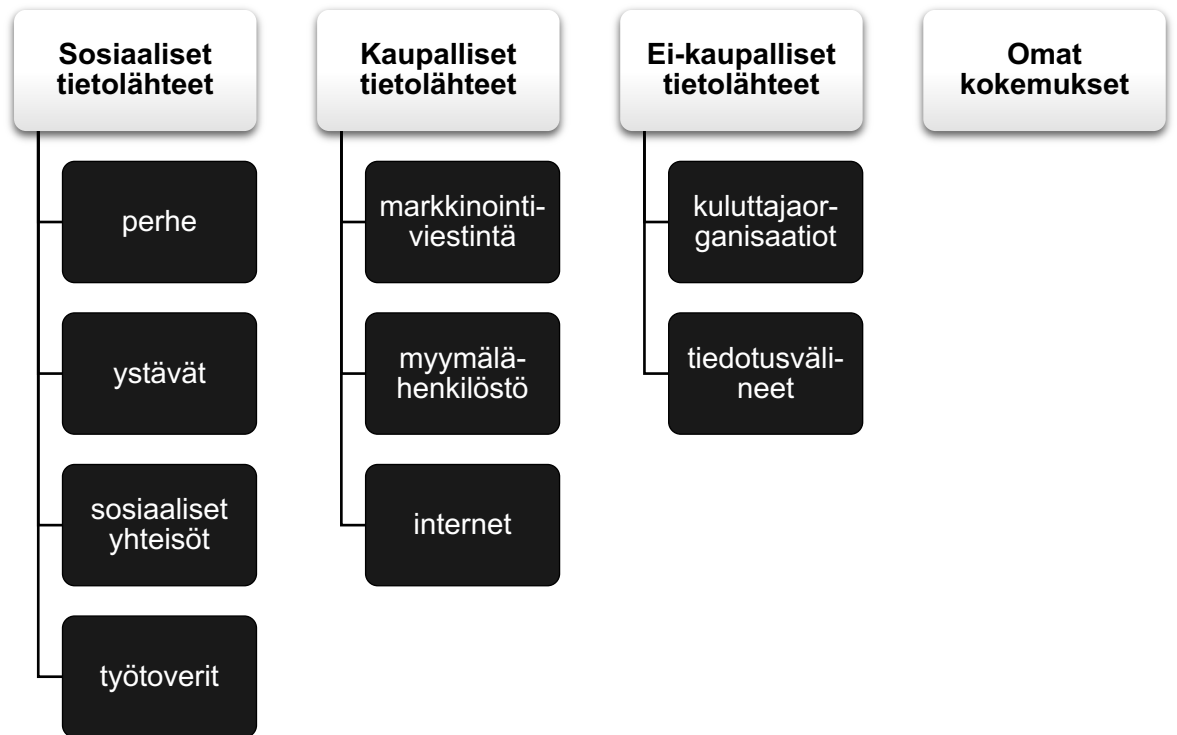 Sosiaaliset
tietolähteet
perhe
ystävät
sosiaaliset
yhteisöt
työtoverit
Kaupalliset
tietolähteet
markkinointi-
viestintä
myymälä-
henkilöstö
internet
Ei-kaupalliset
tietolähteet
kuluttajaor-
ganisaatiot
tiedotusväli-
neet
Omat
kokemukset